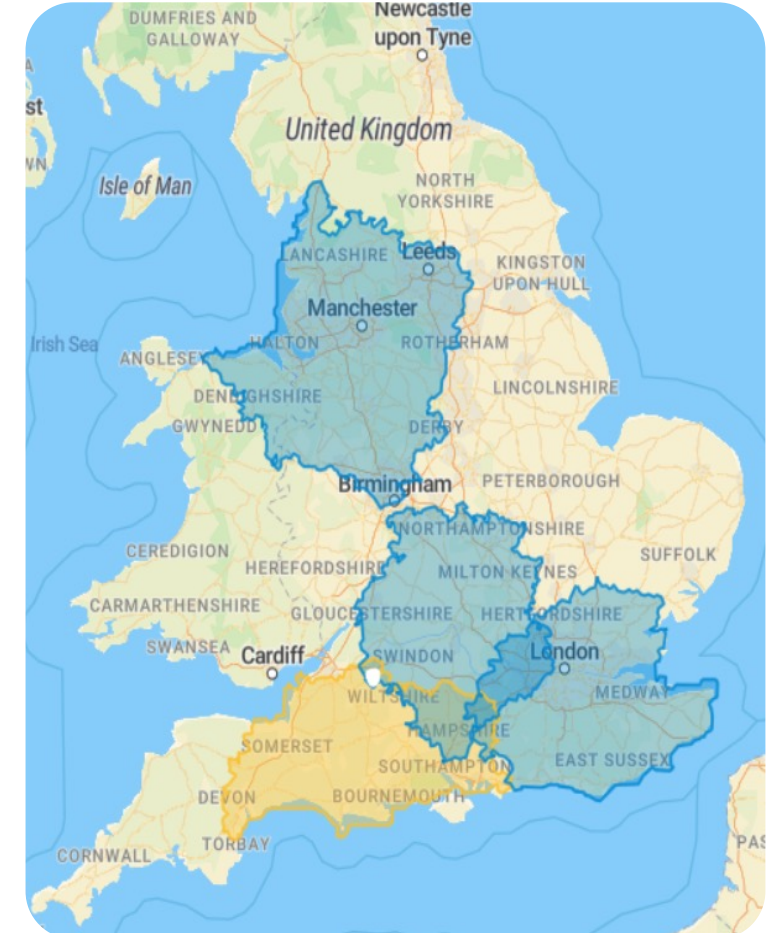 DUMFRIES AND
GALLOWAY
Newcastle
upon Tyne
st
United Kingdom
Isle of Man
NORTH
YORKSHIRE
LANCASHIRE
Leeds
KINGSTON
UPON HULL
Manchester
Irish Sea
ANGLESEY
HALTON
ROTHERHAM
DENBIGHSHIRE
LINCOLNSHIRE
GWYNEDD
DERBY
Birmingham
PETERBOROUGH
NORTHAMPTONSHIRE
CEREDIGION
HEREFORDSHIRE
MILTON KEYNES
SUFFOLK
CARMARTHENSHIRE
GLOUCESTERSHIRE
HERTFORDSHIRE
SWANSEA
Cardiff
SWINDON
London
WILTSHIRE
MEDWAY
HAMPSHIRE
SOMERSET
SOUTHAMPTON
EAST SUSSEX
DEVON
BOURNEMOUTH
TORBAY
CORNWALL
PAS